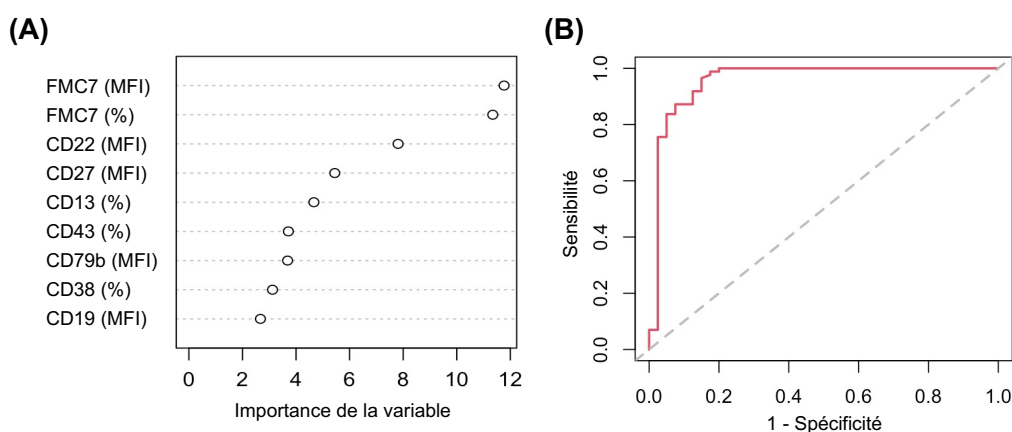 (A)
FMC7 (MFI)
FMC7 (%)
CD22 (MFI)
CD27 (MFI)
CD13 (%)
CD43 (%)
CD79b (MFI)
CD38 (%)
CD19 (MFI)
0 2 4 6 8 10 12
Importance de la variable
(B)
Sensibilité
1.0
0.8
0.6
0.4
0.2
0.0
0.0 0.2 0.4 0.6 0.8 1.0
1 - Spécificité